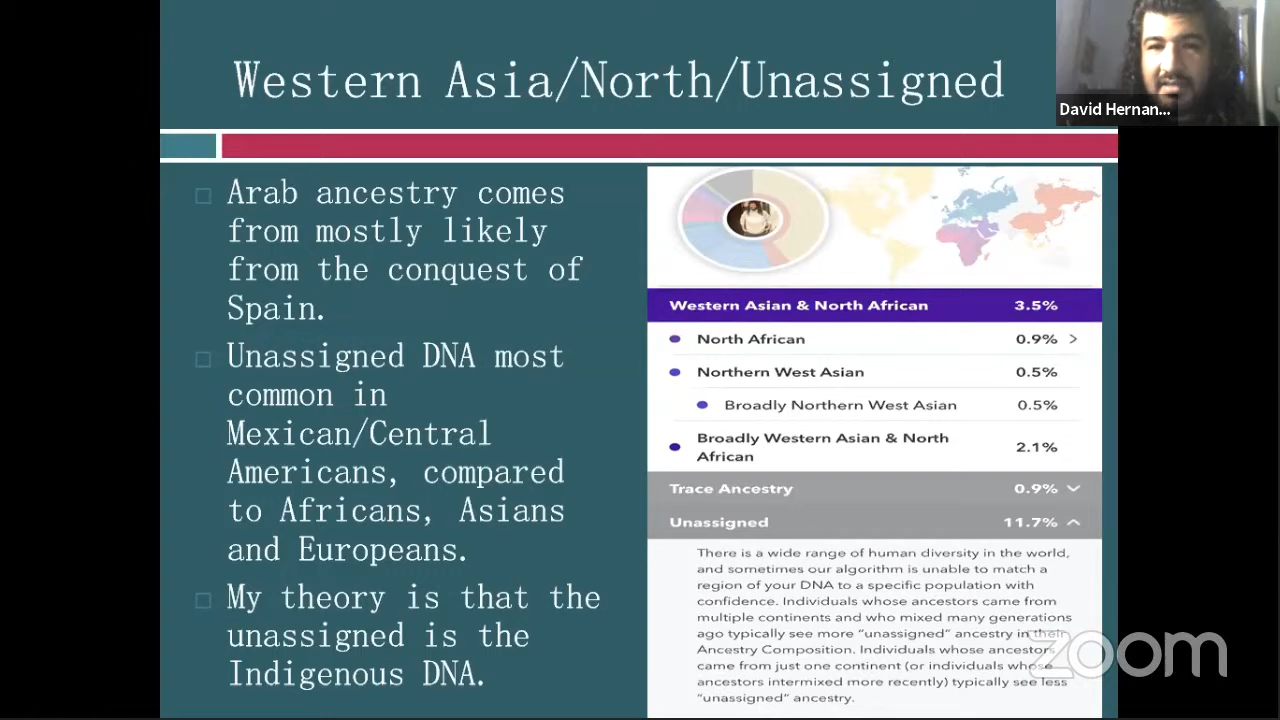 Western Asia/North/Unassigned
David Hernan...
Arab ancestry comes
from mostly likely
from the conquest of
Spain.
Unassigned DNA most
common in
Mexican/Central
Americans, compared
to Africans, Asians
and Europeans.
My theory is that the
unassigned is the
Indigenous DNA.
Western Asian & North African 3.5%
North African 0.9% >
Northern West Asian 0.5%
Broadly Northern West Asian 0.5%
Broadly Western Asian & North
African 2.1%
Trace Ancestry 0.9%
Unassigned 11.7%
There is a wide range of human diversity in the world,
and sometimes our algorithm is unable to match a
region of your DNA to a specific population with
confidence. Individuals whose ancestors came from
multiple continents and who mixed many generations
ago typically see more “unassigned” ancestry in their
Ancestry Composition. Individuals whose ancestors
came from just one continent (or individuals whose
ancestors intermixed more recently) typically see less
“unassigned” ancestry.
zoom